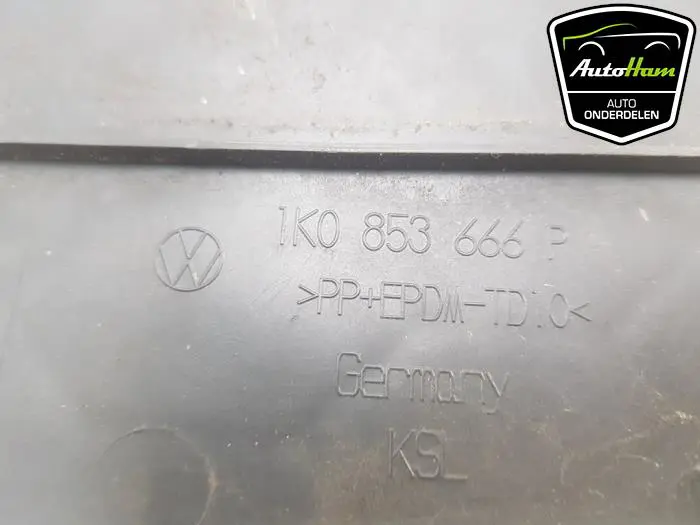 AutoHam
AUTO
ONDERDELEN
1K0 853 666 P
>PP+EPDM-TD10<
Germany
KSL